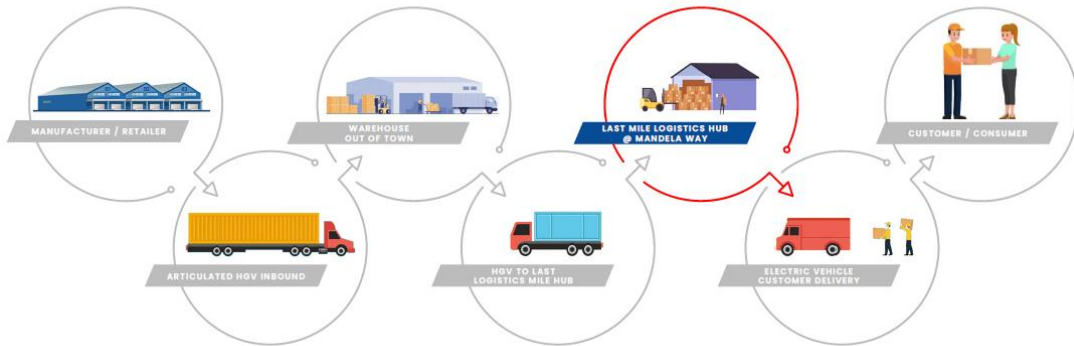 MANUFACTURER / RETAILER
WAREHOUSE
OUT OF TOWN
LAST MILE LOGISTICS HUB
@ MANDELA WAY
CUSTOMER / CONSUMER
ARTICULATED HGV INBOUND
HGV TO LAST
LOGISTICS MILE HUB
ELECTRIC VEHICLE
CUSTOMER DELIVERY